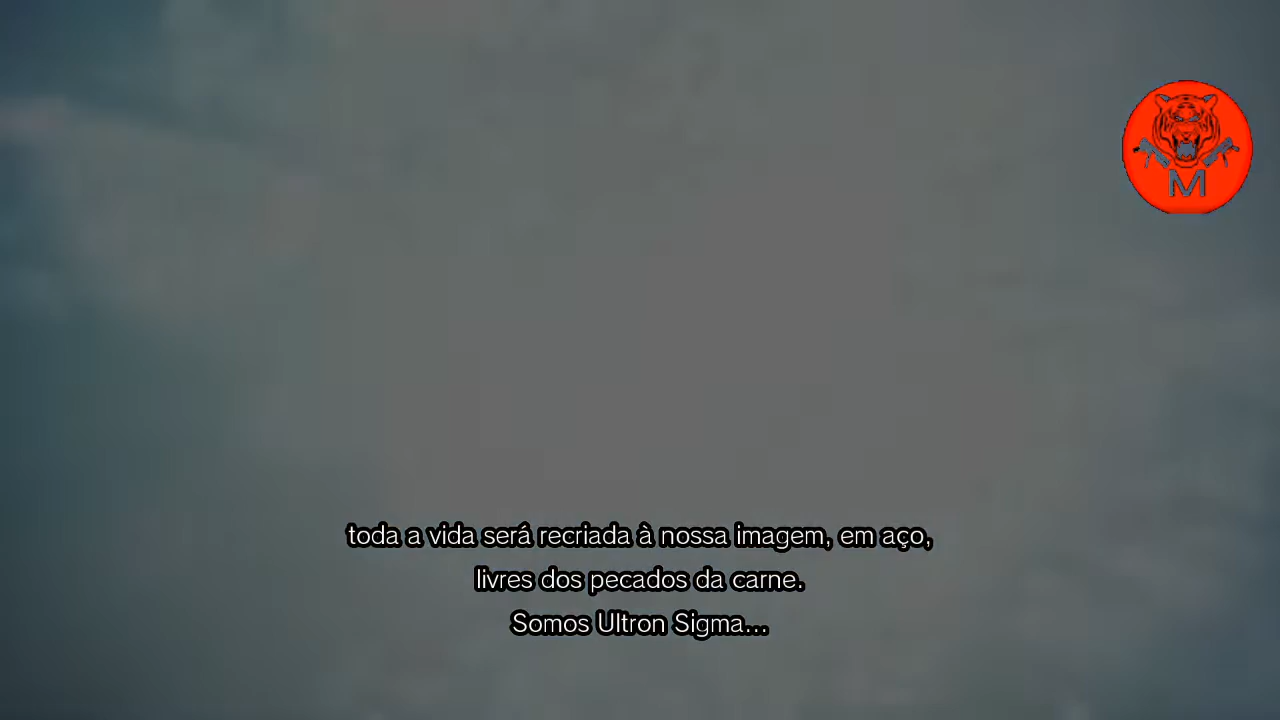 M
toda a vida será recriada à nossa imagem, em aço,
livres dos pecados da carne.
Somos Ultron Sigma...